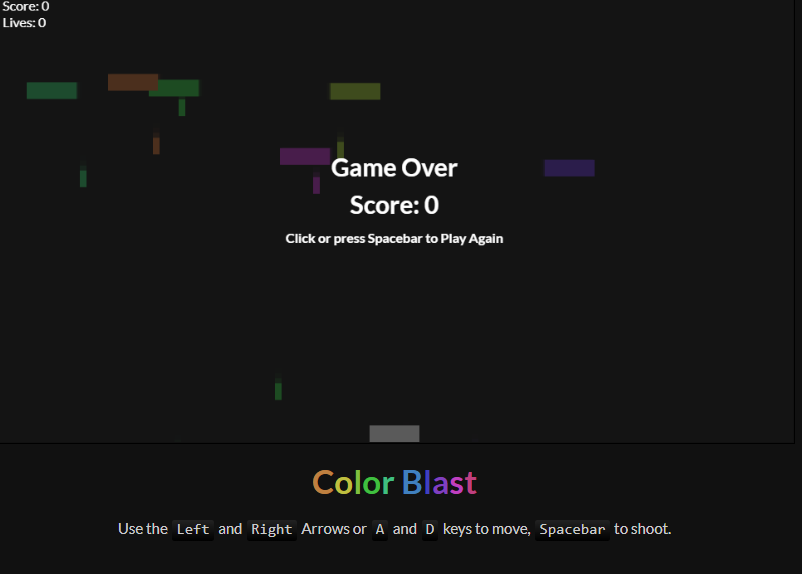 Score: 0
Lives: 0
Game Over
Score: 0
Click or press Spacebar to Play Again
Color Blast
Use the Left and Right Arrows or A and D keys to move, Spacebar to shoot.